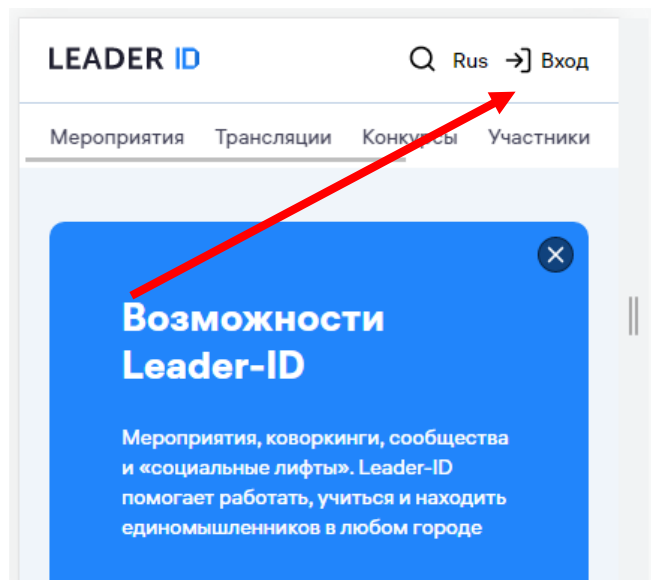 LEADER ID Rus Вход
Мероприятия Трансляции Конкурсы Участники
Возможности
Leader-ID
Мероприятия, коворкинги, сообщества
и «социальные лифты». Leader-ID
помогает работать, учиться и находить
единомышленников в любом городе